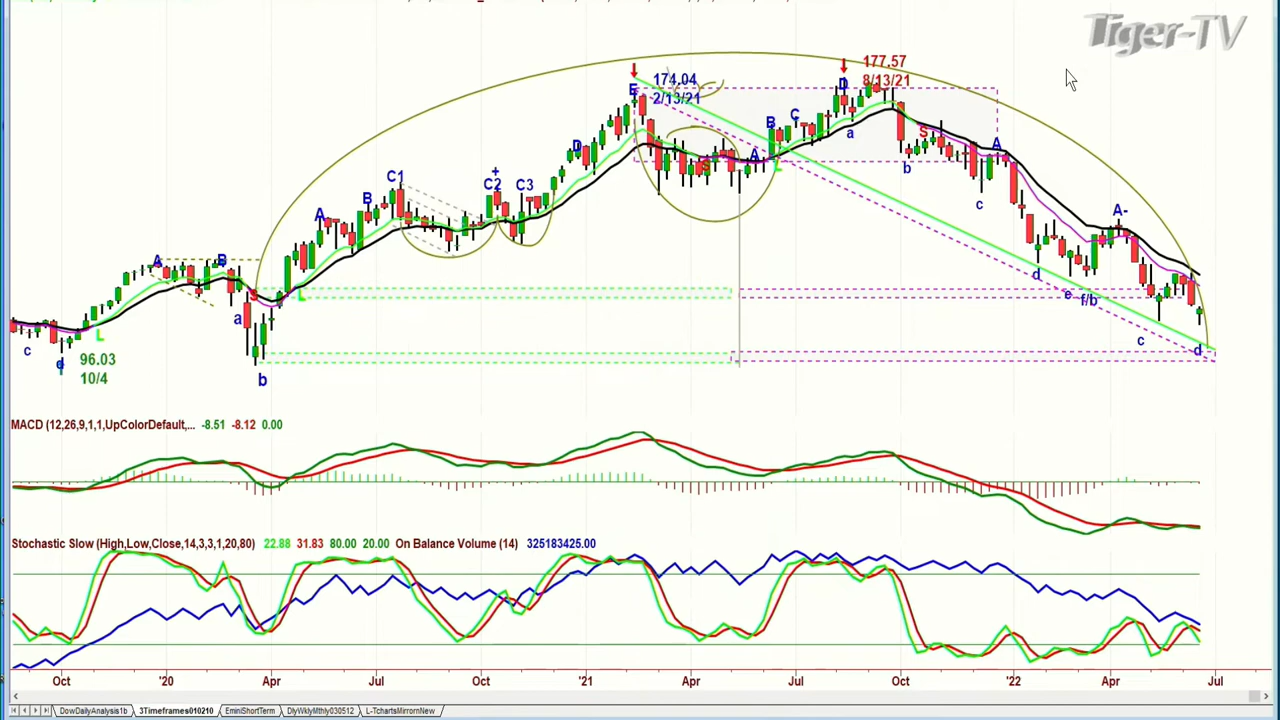 Tiger-TV
177.57
8/13/21
174.04
2/13/21
E
D
B
C
a
S
A
b
A
D
A
S
L
c
C1
+
C2
C3
B
A
A-
A
B
S
L
d
e
f/b
a
L
c
d
96.03
10/4
b
c
d
MACD (12,26,9,1,1,UpColorDefault,... -8.51 -8.12 0.00
Stochastic Slow (High,Low,Close,14,3,3,1,20,80) 22.88 31.83 80.00 20.00 On Balance Volume (14) 325183425.00
Oct '20 Apr Jul Oct '21 Apr Jul Oct '22 Apr Jul
DowDailyAnalysis1b 3Timeframes010210 EminiShortTerm DlyWklyMthly030512 L-TchartsMirrornNew